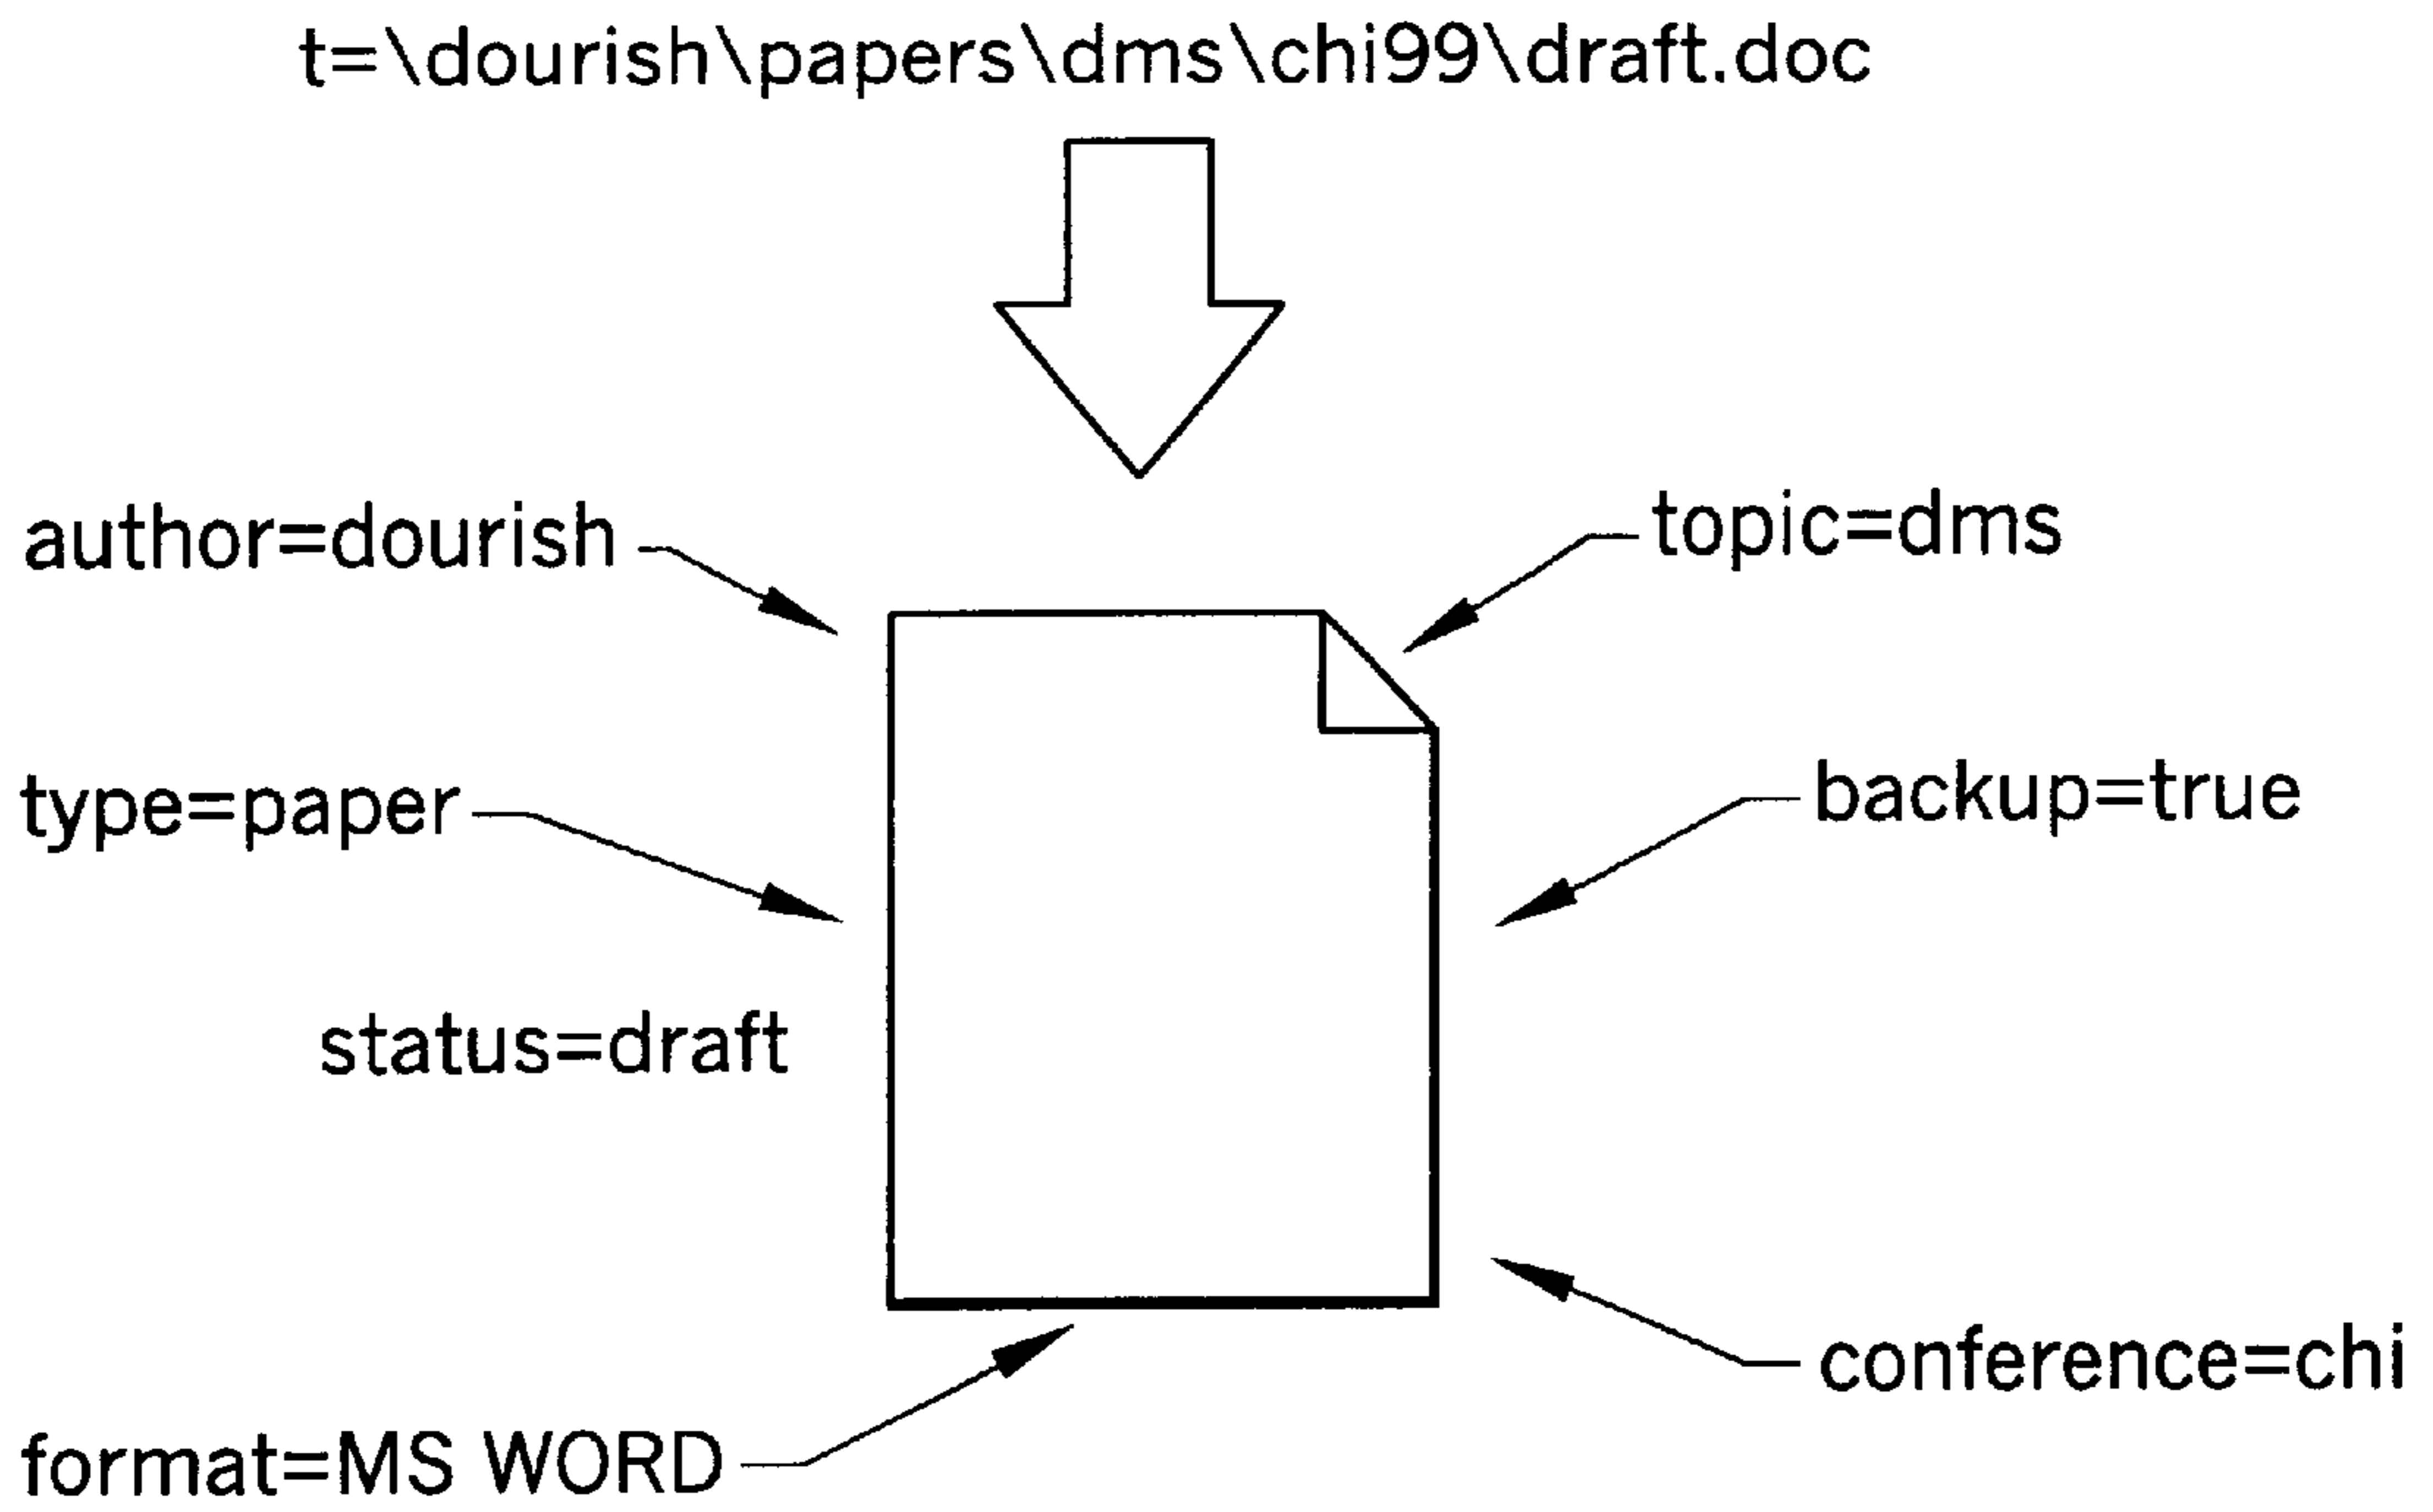 t=\dourish\papers\dms\chi99\draft.doc
author=dourish
topic=dms
type=paper
backup=true
status=draft
conference=chi
format=MS WORD